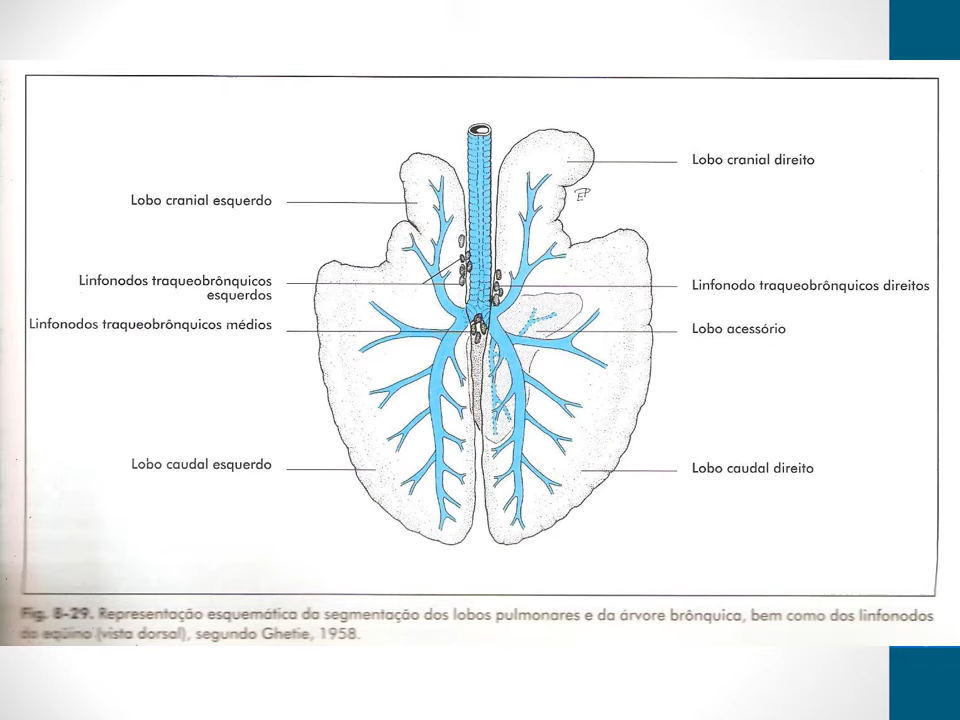 Lobo cranial direito
Lobo cranial esquerdo
Linfonodos traqueobrônquicos
esquerdos
Linfonodo traqueobrônquicos direitos
Linfonodos traqueobrônquicos médios
Lobo acessório
Lobo caudal esquerdo
Lobo caudal direito
Fig. 8-29. Representação esquemática da segmentação dos lobos pulmonares e da árvore brônquica, bem como dos linfonodos
do eqüino (vista dorsal), segundo Ghetie, 1958.